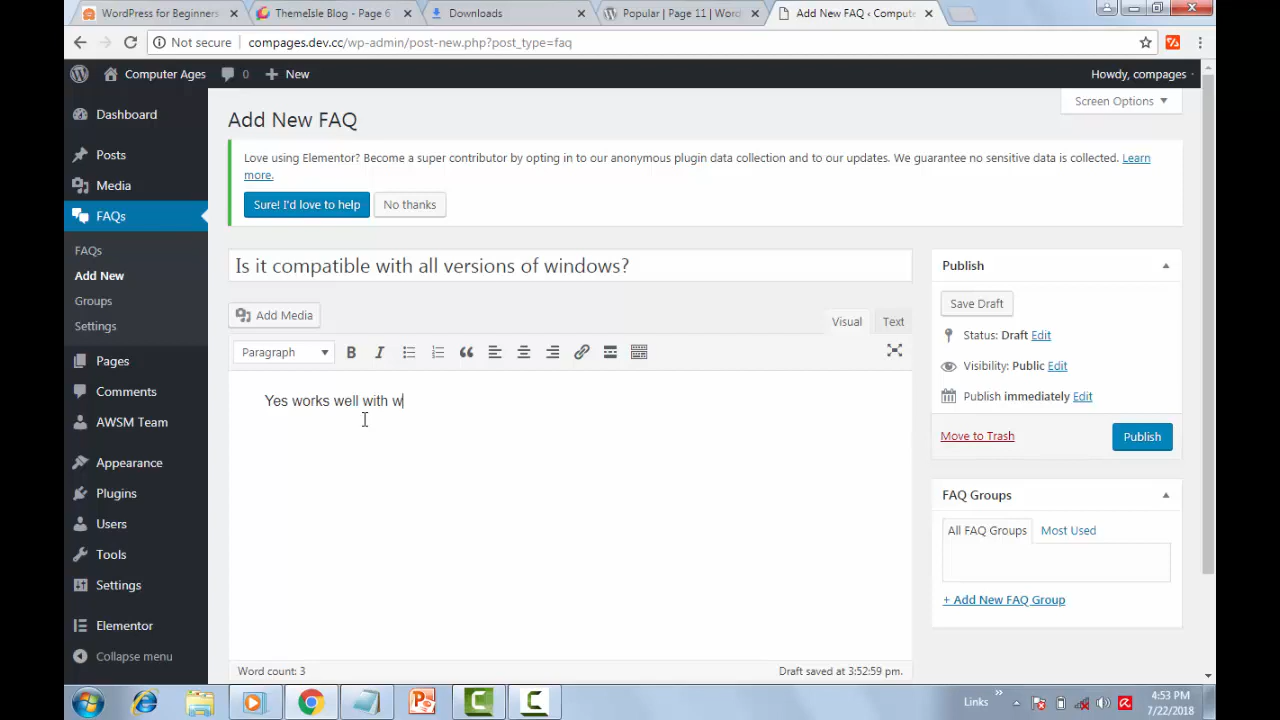 WordPress for Beginners
ThemeIsle Blog - Page 6
Downloads
Popular | Page 11 | Word
Add New FAQ ‹ Compute
Not secure
compages.dev.cc/wp-admin/post-new.php?post_type=faq
Computer Ages
0
New
Howdy, compages
Screen Options
Dashboard
Posts
Media
FAQs
FAQs
Add New
Groups
Settings
Pages
Comments
AWSM Team
Appearance
Plugins
Users
Tools
Settings
Elementor
Collapse menu
Add New FAQ
Love using Elementor? Become a super contributor by opting in to our anonymous plugin data collection and to our updates. We guarantee no sensitive data is collected. Learn
more.
Sure! I'd love to help
No thanks
Is it compatible with all versions of windows?
Add Media
Visual
Text
Paragraph
Yes works well with w
Word count: 3
Draft saved at 3:52:59 pm.
Publish
Save Draft
Status: Draft Edit
Visibility: Public Edit
Publish immediately Edit
Move to Trash
Publish
FAQ Groups
All FAQ Groups
Most Used
+ Add New FAQ Group
Links
4:53 PM
7/22/2018